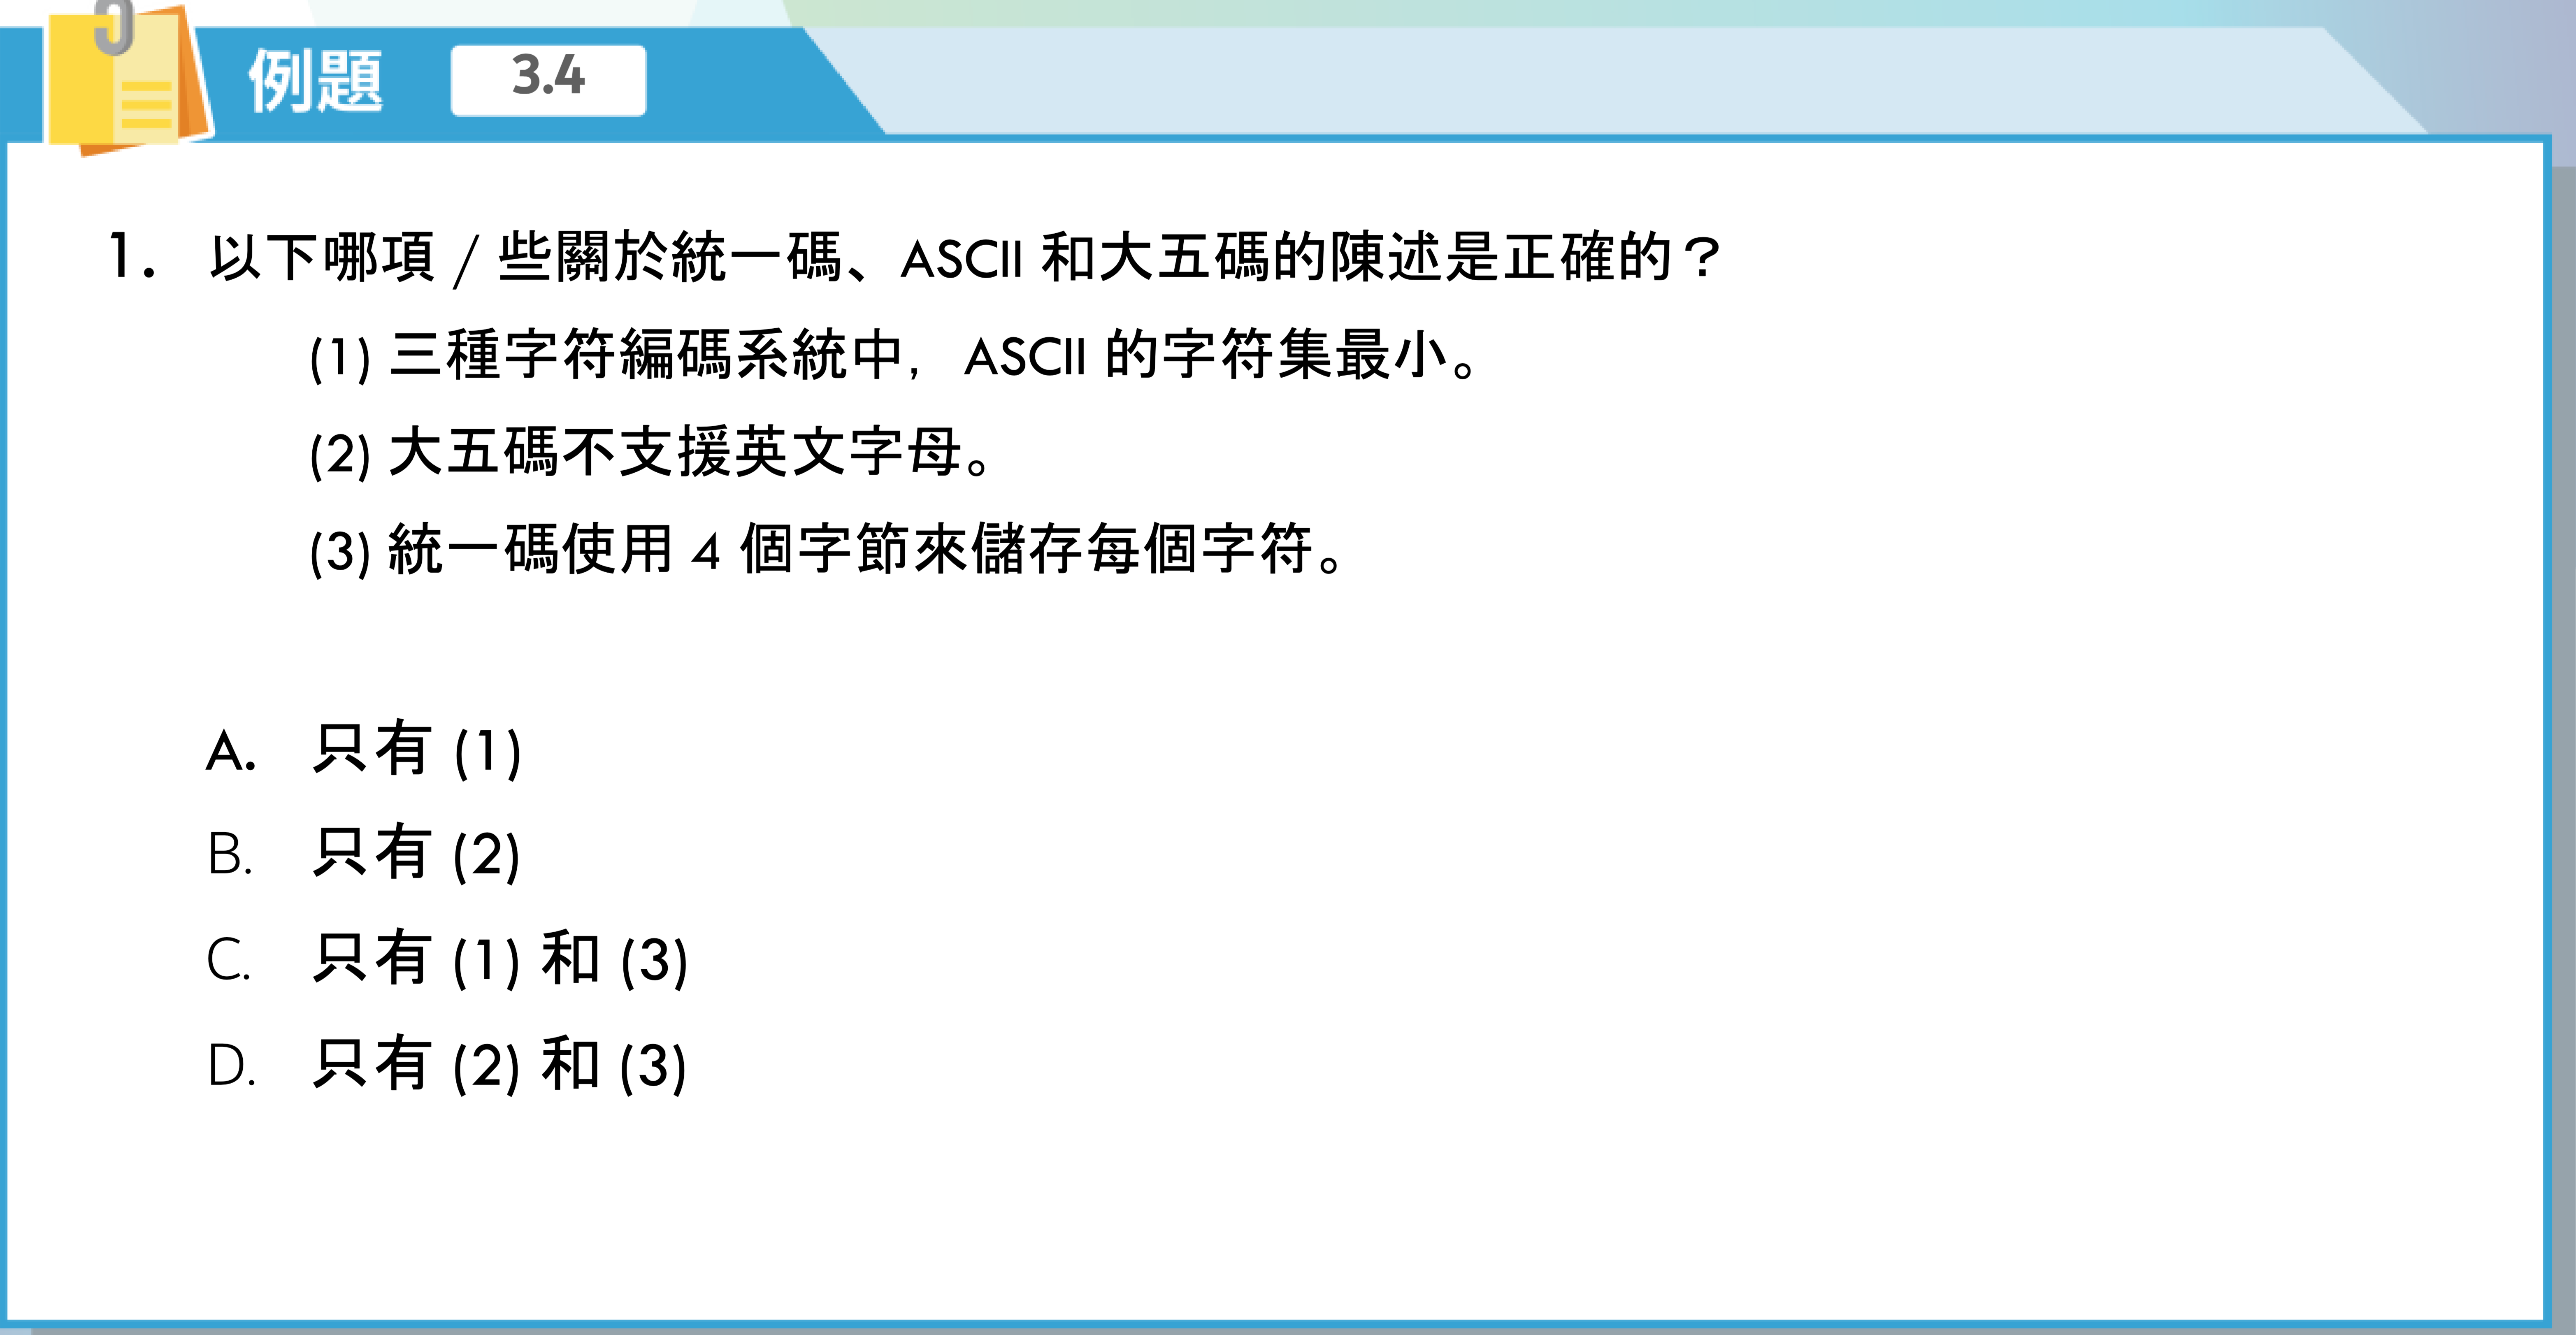 例題 3.4
1. 以下哪項 / 些關於統一碼、ASCII 和大五碼的陳述是正確的？
(1) 三種字符編碼系統中，ASCII 的字符集最小。
(2) 大五碼不支援英文字母。
(3) 統一碼使用 4 個字節來儲存每個字符。
A. 只有 (1)
B. 只有 (2)
C. 只有 (1) 和 (3)
D. 只有 (2) 和 (3)